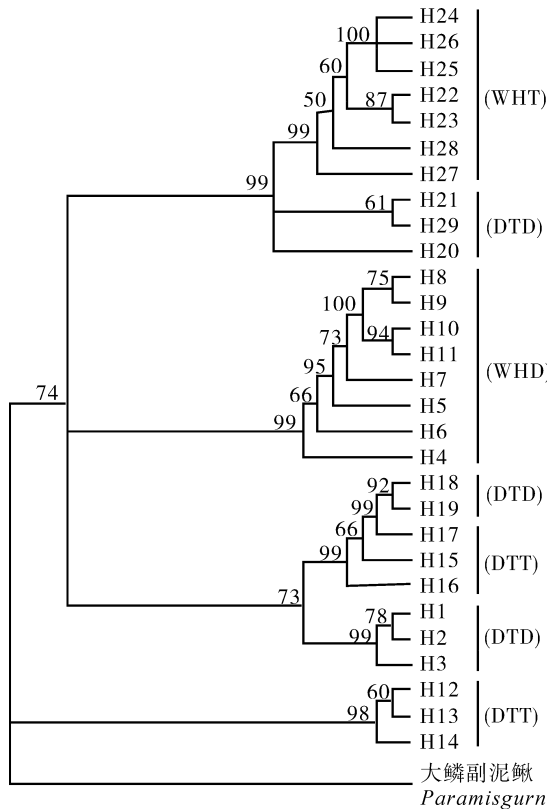 H24
100
H26
60
H25
50
H22
87
(WHT)
H23
99
H28
H27
99
H21
61
H29
(DTD)
H20
H8
75
H9
100
H10
94
73
H11
(WHD)
95
H7
74
66
H5
99
H6
H4
H18
92
(DTD)
99
H19
66
H17
99
H15
(DTT)
H16
73
H1
78
H2
(DTD)
99
H3
H12
60
98
H13
(DTT)
H14
大鳞副泥鳅
Paramisgurn